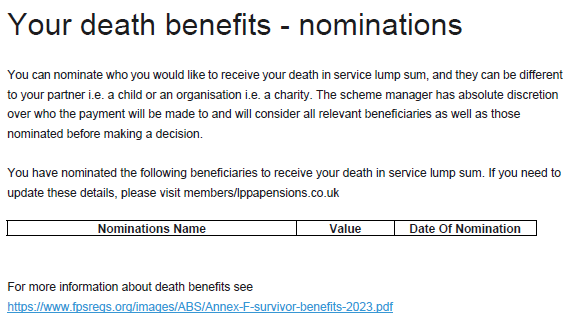 Your death benefits - nominations
You can nominate who you would like to receive your death in service lump sum, and they can be different
to your partner i.e. a child or an organisation i.e. a charity. The scheme manager has absolute discretion
over who the payment will be made to and will consider all relevant beneficiaries as well as those
nominated before making a decision.
You have nominated the following beneficiaries to receive your death in service lump sum. If you need to
update these details, please visit members/lppapensions.co.uk
Nominations Name Value Date Of Nomination
For more information about death benefits see
https://www.fpsregs.org/images/ABS/Annex-F-survivor-benefits-2023.pdf